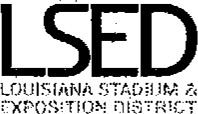 LSED
LOUISIANA STADIUM &
EXPOSITION DISTRICT